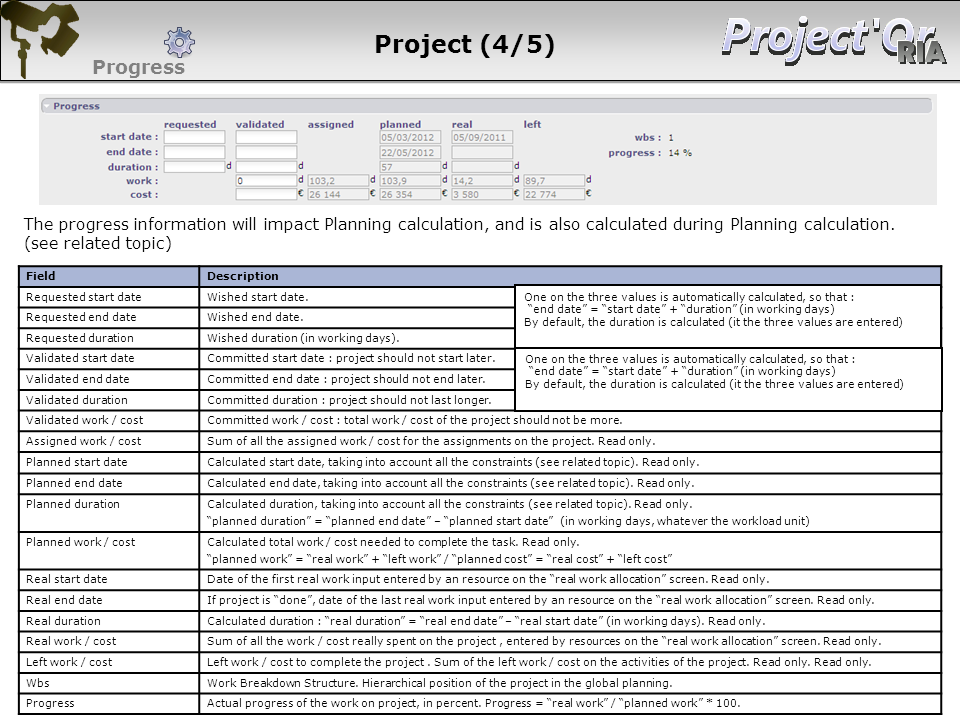 Project (4/5)
Project'Or
RIA
Progress
Progress
requested validated assigned planned real left
start date : 05/03/2012 05/09/2011 wbs : 1
end date : 22/05/2012 progress : 14 %
duration : d d 57 d d
work : 0 d 103,2 d 103,9 d 14,2 d 89,7 d
cost : € 26 144 € 26 354 € 3 580 € 22 774 €
The progress information will impact Planning calculation, and is also calculated during Planning calculation.
(see related topic)
Field Description
Requested start date Wished start date.
Requested end date Wished end date.
Requested duration Wished duration (in working days).
One on the three values is automatically calculated, so that :
“end date” = “start date” + “duration” (in working days)
By default, the duration is calculated (it the three values are entered)
Validated start date Committed start date : project should not start later.
Validated end date Committed end date : project should not end later.
Validated duration Committed duration : project should not last longer.
One on the three values is automatically calculated, so that :
“end date” = “start date” + “duration” (in working days)
By default, the duration is calculated (it the three values are entered)
Validated work / cost Committed work / cost : total work / cost of the project should not be more.
Assigned work / cost Sum of all the assigned work / cost for the assignments on the project. Read only.
Planned start date Calculated start date, taking into account all the constraints (see related topic). Read only.
Planned end date Calculated end date, taking into account all the constraints (see related topic). Read only.
Planned duration Calculated duration, taking into account all the constraints (see related topic). Read only.
“planned duration” = “planned end date” – “planned start date” (in working days, whatever the workload unit)
Planned work / cost Calculated total work / cost needed to complete the task. Read only.
“planned work” = “real work” + “left work” / “planned cost” = “real cost” + “left cost”
Real start date Date of the first real work input entered by an resource on the “real work allocation” screen. Read only.
Real end date If project is “done”, date of the last real work input entered by an resource on the “real work allocation” screen. Read only.
Real duration Calculated duration : “real duration” = “real end date” – “real start date” (in working days). Read only.
Real work / cost Sum of all the work / cost really spent on the project , entered by resources on the “real work allocation” screen. Read only.
Left work / cost Left work / cost to complete the project . Sum of the left work / cost on the activities of the project. Read only. Read only.
Wbs Work Breakdown Structure. Hierarchical position of the project in the global planning.
Progress Actual progress of the work on project, in percent. Progress = “real work” / “planned work” * 100.